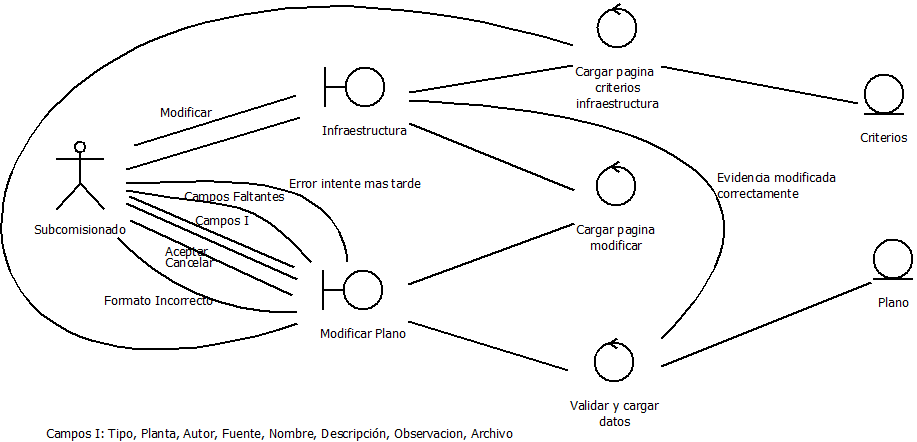 Cargar pagina
criterios
infraestructura
Modificar
Infraestructura
Criterios
Error intente mas tarde
Evidencia modificada
correctamente
Campos Faltantes
Campos I
Subcomisionado
Cargar pagina
modificar
Aceptar
Cancelar
Formato Incorrecto
Plano
Modificar Plano
Validar y cargar
datos
Campos I: Tipo, Planta, Autor, Fuente, Nombre, Descripción, Observacion, Archivo